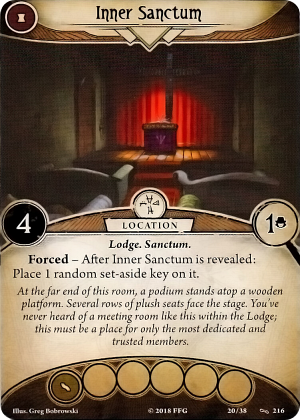 Inner Sanctum
4
LOCATION
1
Lodge. Sanctum.
Forced – After Inner Sanctum is revealed:
Place 1 random set-aside key on it.
At the far end of this room, a podium stands atop a wooden
platform. Several rows of plush seats face the stage. You've
never heard of a meeting room like this within the Lodge;
this must be a place for only the most dedicated and
trusted members.
Illus. Greg Bobrowski
© 2018 FFG
20/38
216